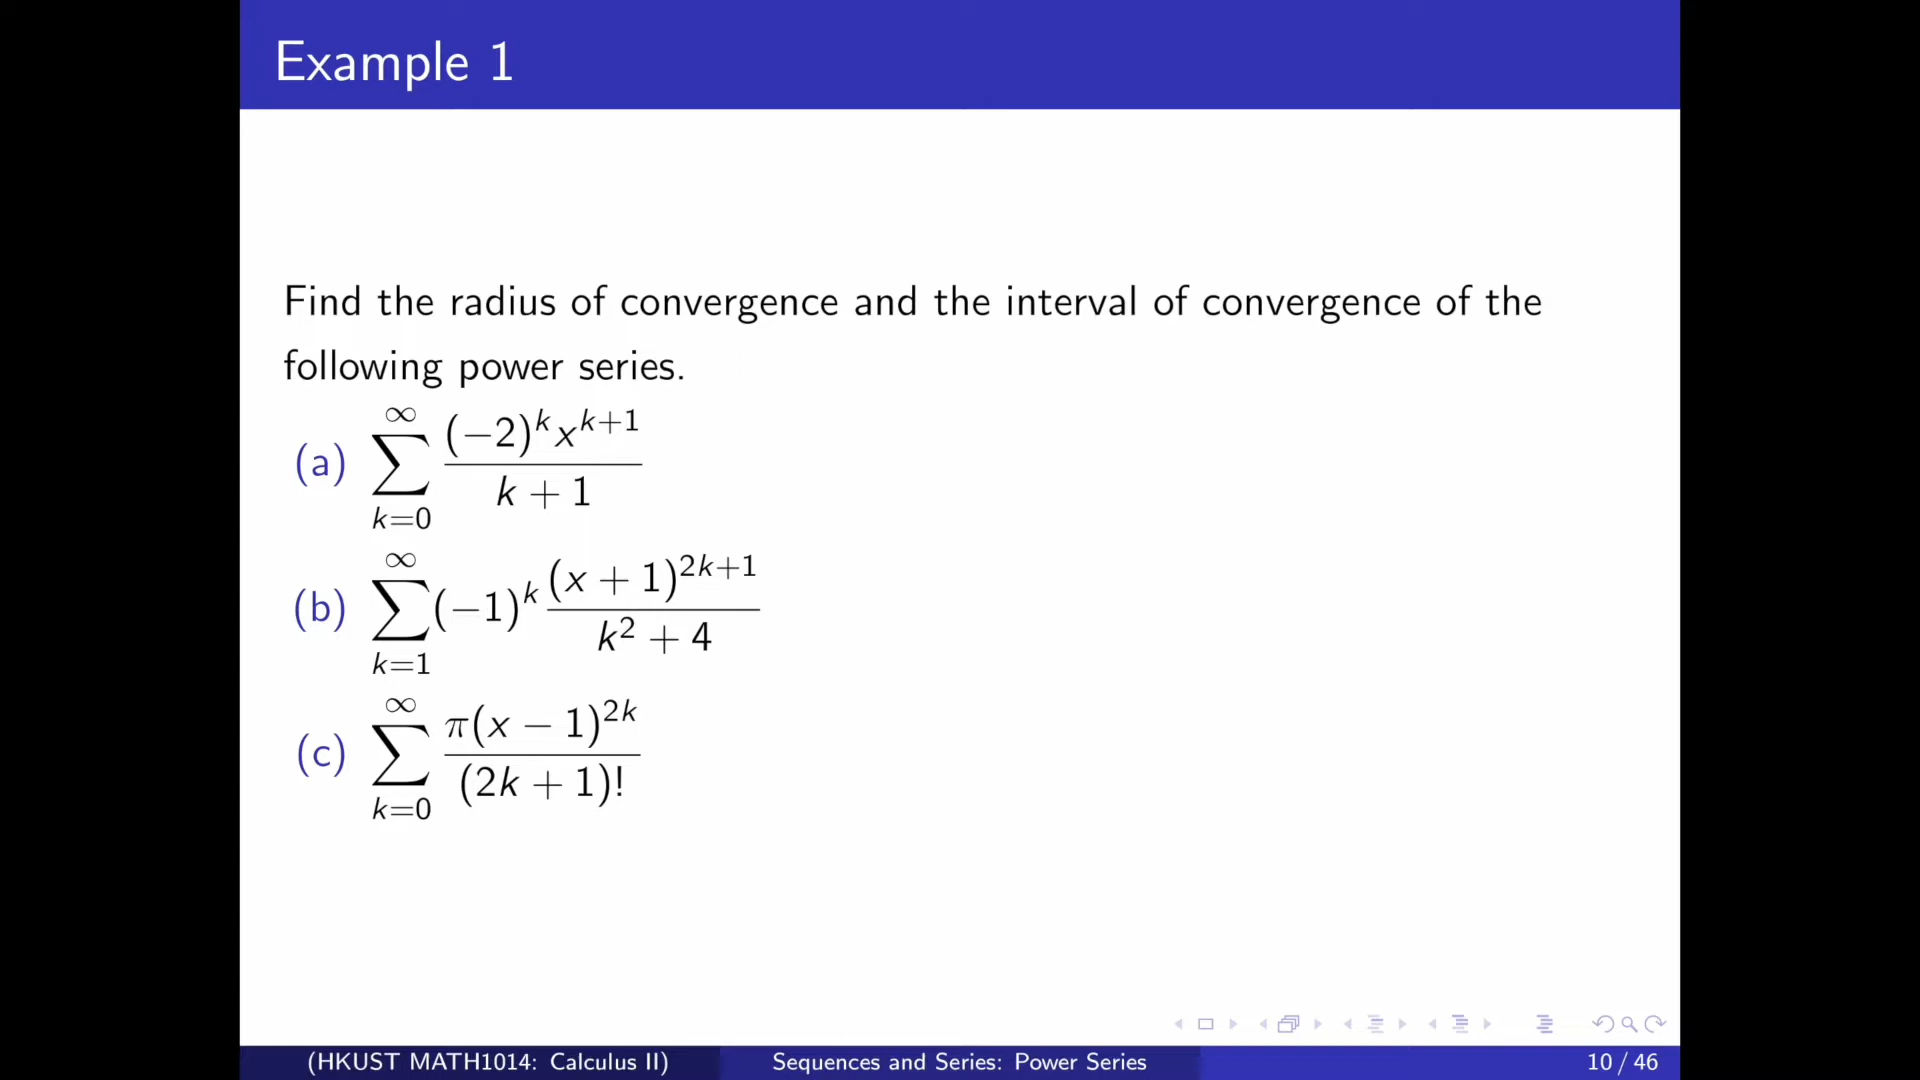 Example 1
Find the radius of convergence and the interval of convergence of the
following power series.
(a) $\sum_{k=0}^{\infty} \frac{(-2)^k x^{k+1}}{k+1}$
(b) $\sum_{k=1}^{\infty} (-1)^k \frac{(x+1)^{2k+1}}{k^2+4}$
(c) $\sum_{k=0}^{\infty} \frac{\pi(x-1)^{2k}}{(2k+1)!}$
(HKUST MATH1014: Calculus II) Sequences and Series: Power Series 10 / 46